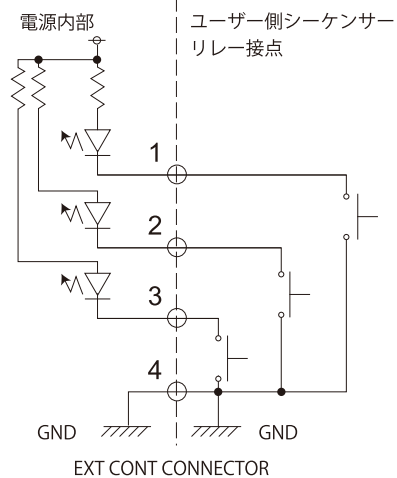 電源内部
ユーザー側シーケンサー
リレー接点
1
2
3
4
GND
GND
EXT CONT CONNECTOR